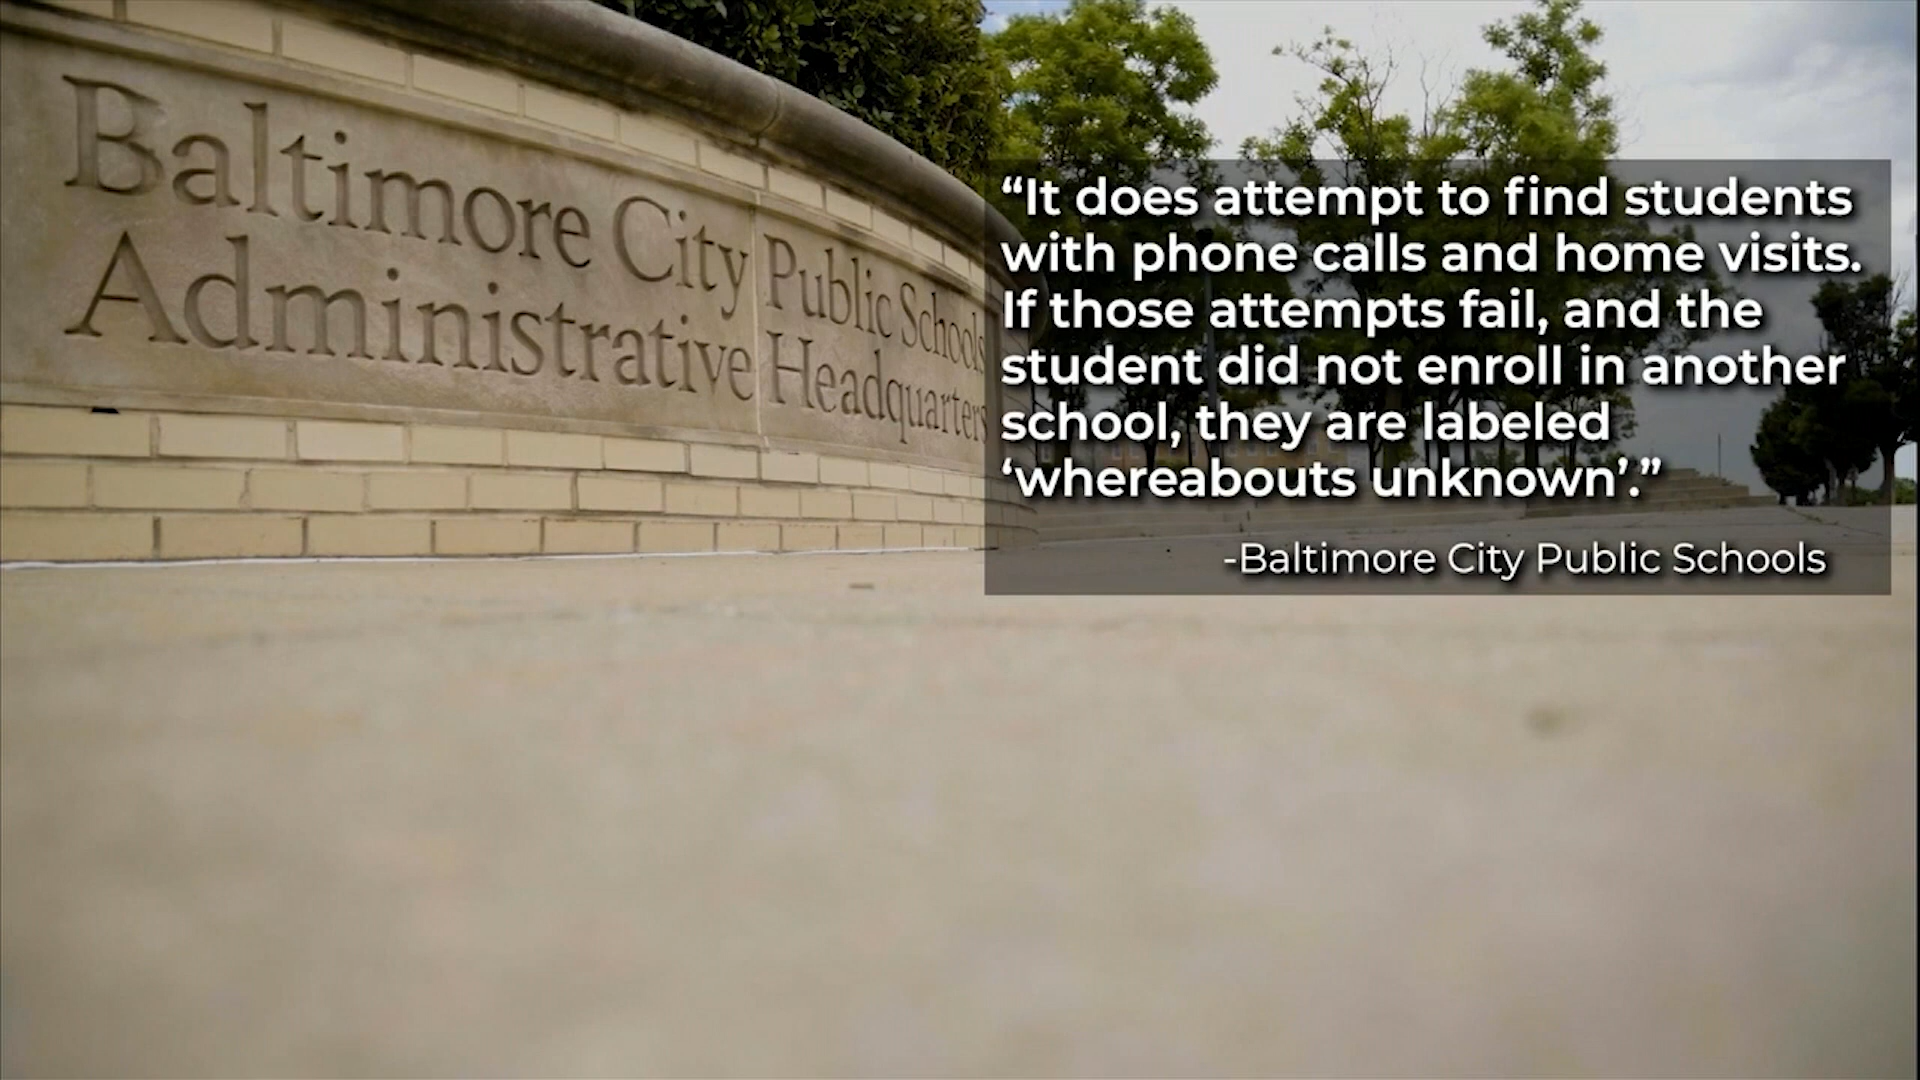 Baltimore City Public Schools
Administrative Headquarters
“It does attempt to find students
with phone calls and home visits.
If those attempts fail, and the
student did not enroll in another
school, they are labeled
‘whereabouts unknown’.”
-Baltimore City Public Schools